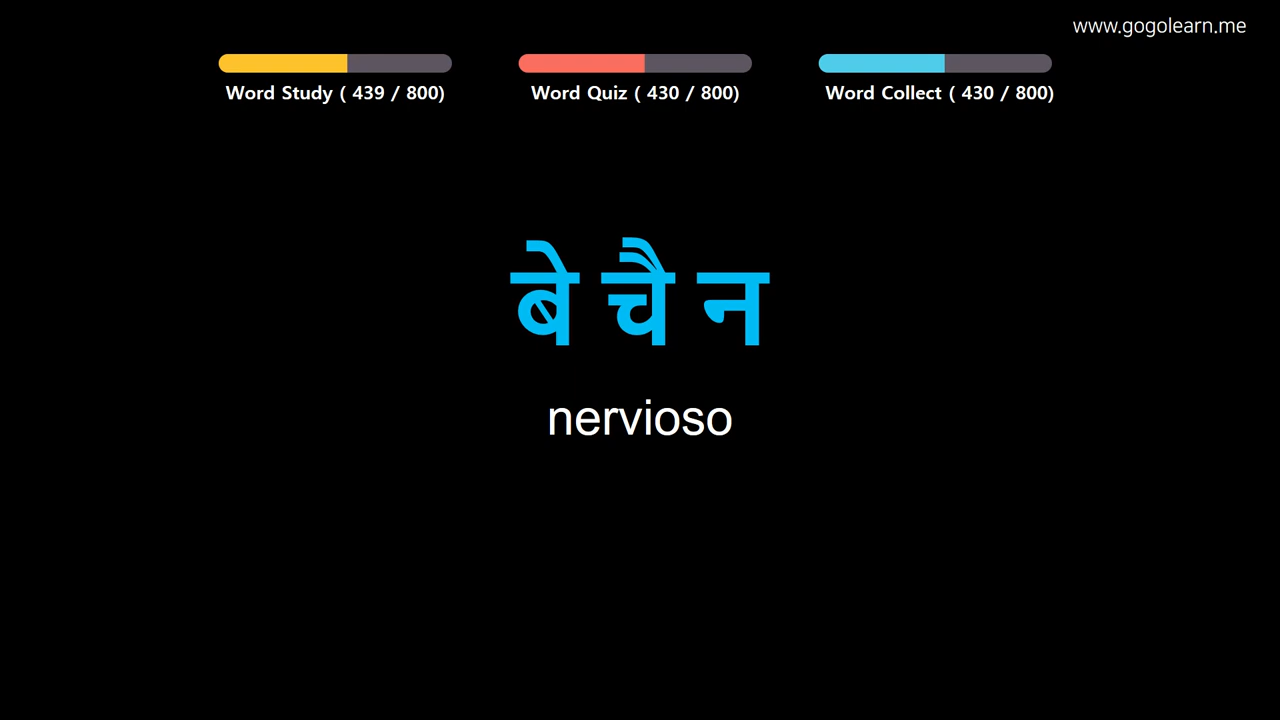 www.gogolearn.me
Word Study ( 439 / 800) Word Quiz ( 430 / 800) Word Collect ( 430 / 800)
बे चै न
nervioso